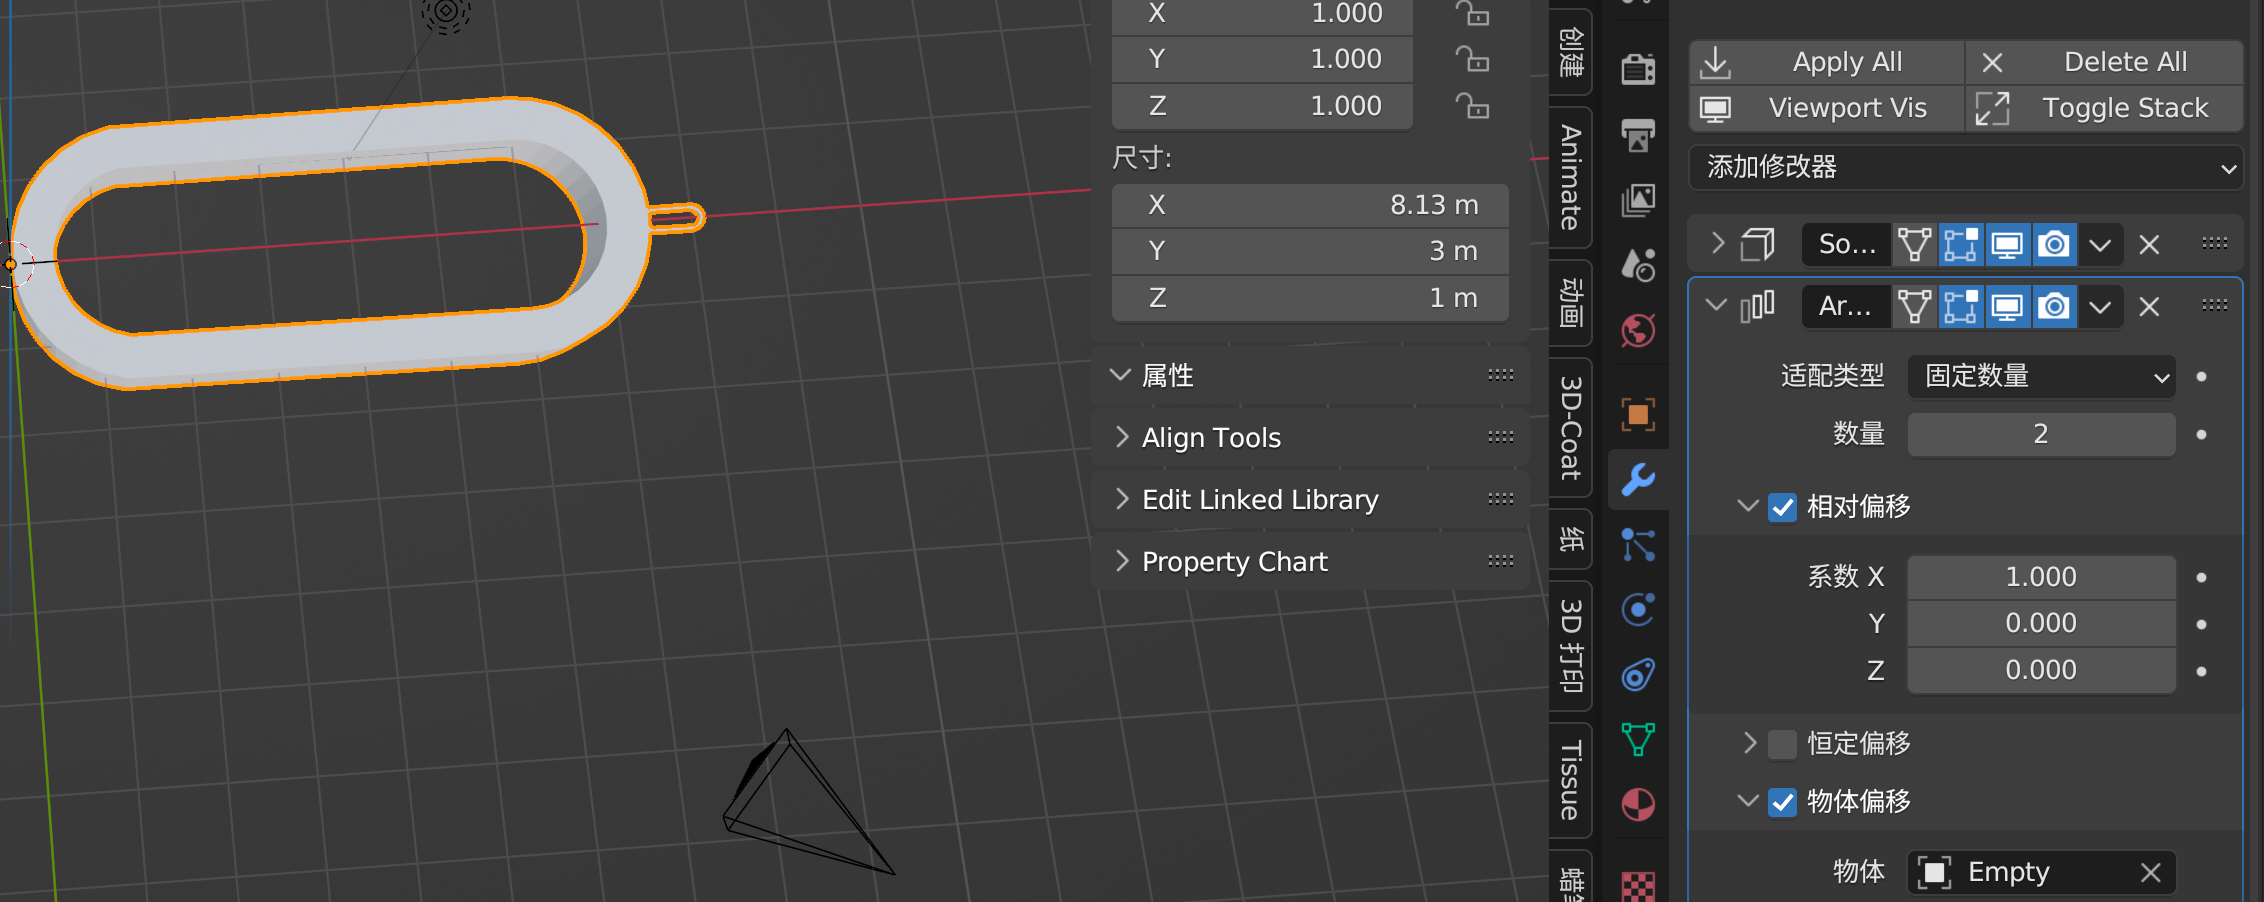 X 1.000
Y 1.000
Z 1.000
尺寸:
X 8.13 m
Y 3 m
Z 1 m
属性
Align Tools
Edit Linked Library
Property Chart
创建
Animate
动画
3D-Coat
纸
3D 打印
Tissue
Apply All
Delete All
Viewport Vis
Toggle Stack
添加修改器
So...
Ar...
适配类型 固定数量
数量 2
相对偏移
系数 X 1.000
Y 0.000
Z 0.000
恒定偏移
物体偏移
物体 Empty